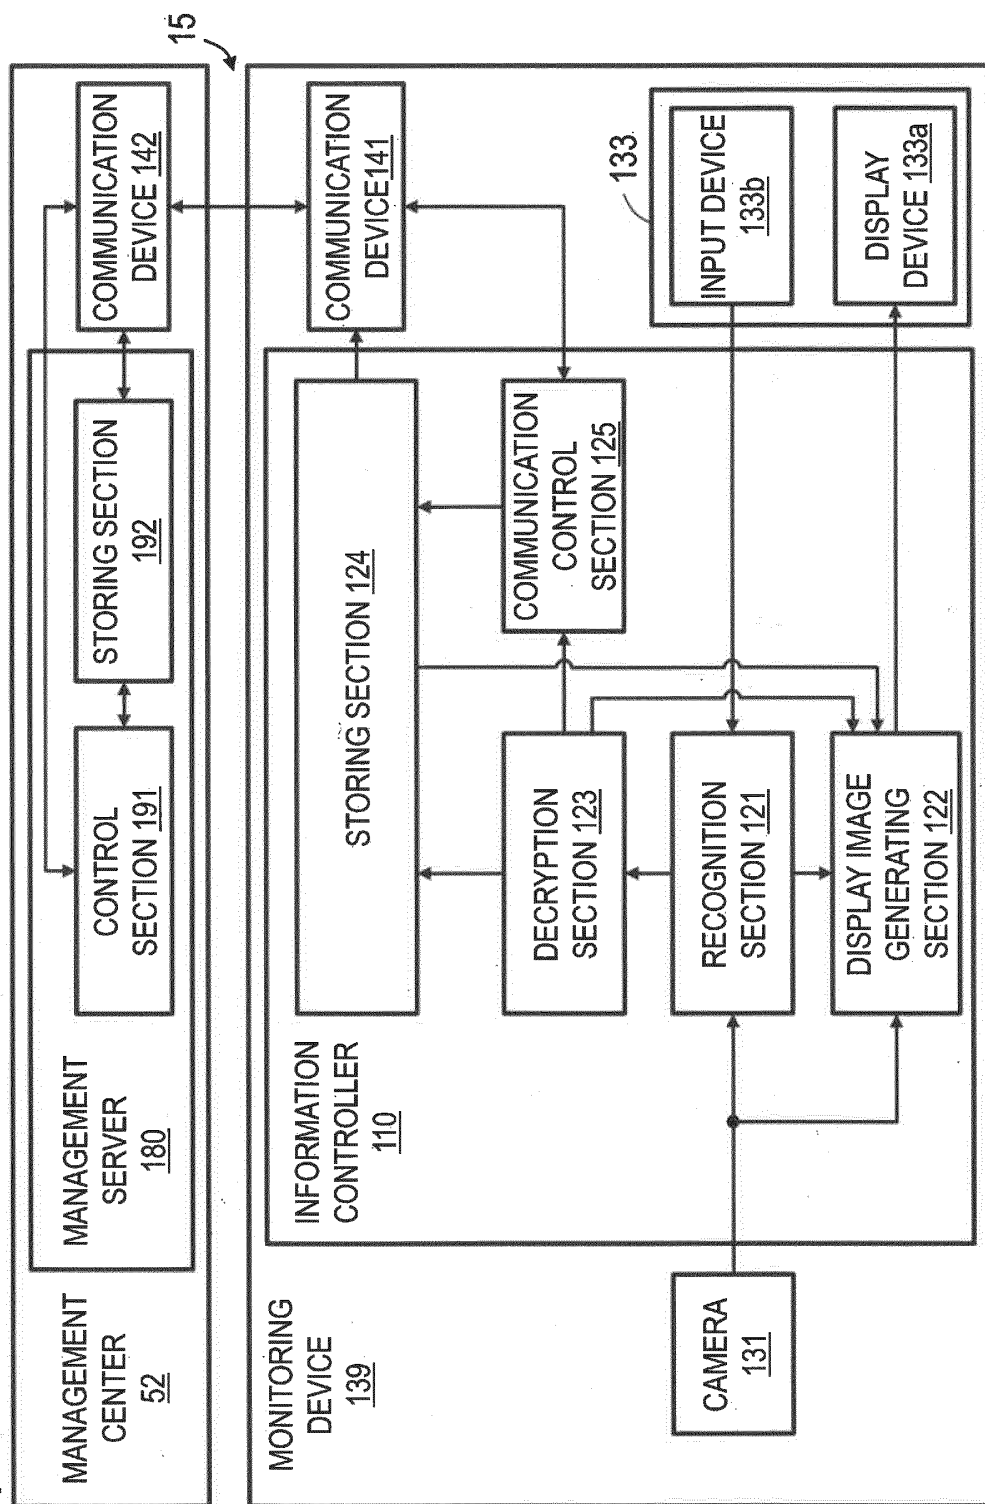 15
MANAGEMENT
CENTER
52
MANAGEMENT
SERVER
180
CONTROL
SECTION 191
STORING SECTION
192
COMMUNICATION
DEVICE 142
MONITORING
DEVICE
139
INFORMATION
CONTROLLER
110
STORING SECTION 124
COMMUNICATION
DEVICE141
COMMUNICATION
CONTROL
SECTION 125
DECRYPTION
SECTION 123
RECOGNITION
SECTION 121
DISPLAY IMAGE
GENERATING
SECTION 122
CAMERA
131
133
INPUT DEVICE
133b
DISPLAY
DEVICE 133a